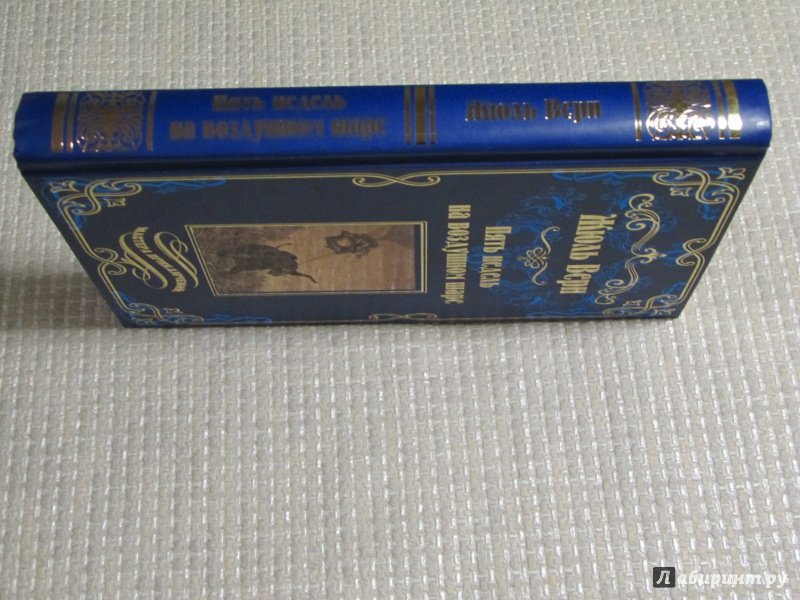 Пять недель
на воздушном шаре
Жюль Верн
Жюль Верн
Пять недель
на воздушном шаре
Лабиринт.ру